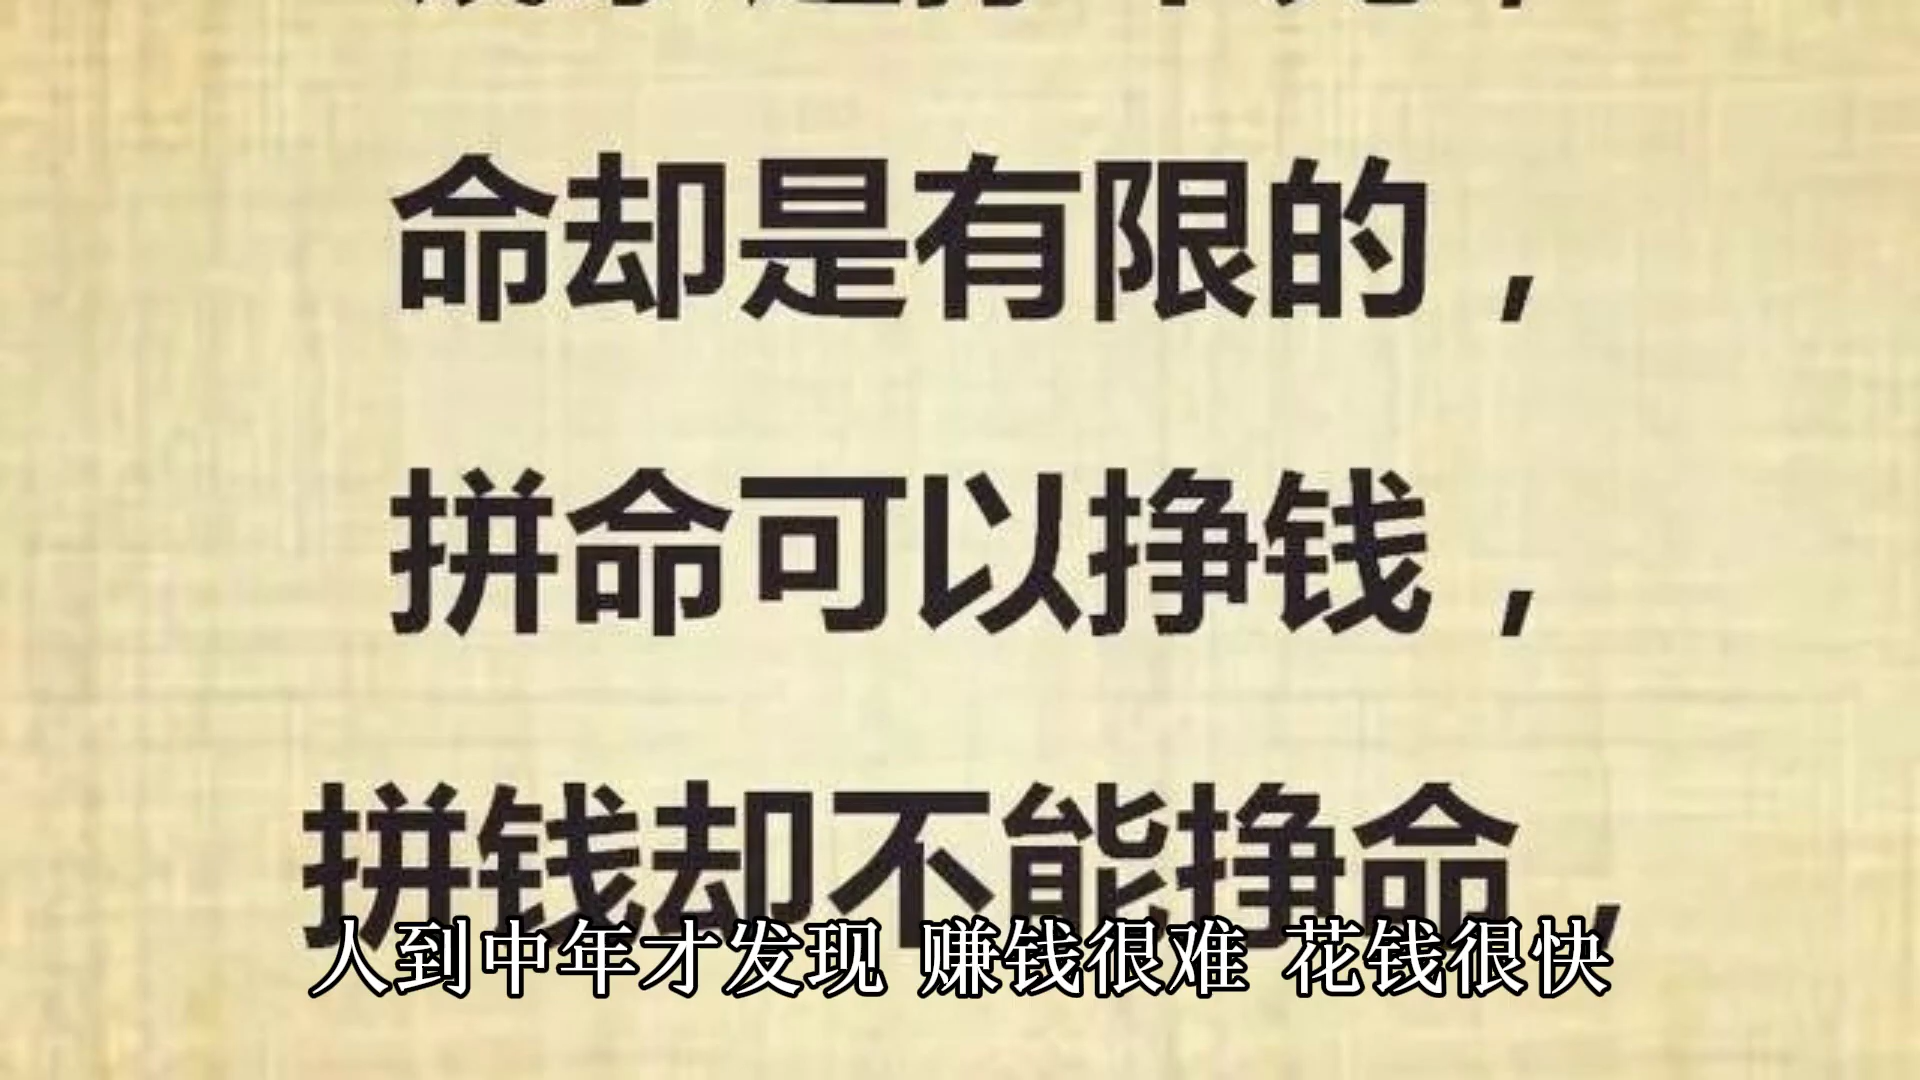 命却是有限的，
拼命可以挣钱，
拼钱却不能挣命，
人到中年才发现 赚钱很难 花钱很快